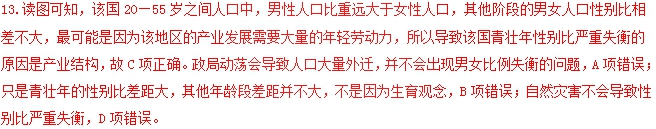 13.读图可知，该国 20—55 岁之间人口中，男性人口比重远大于女性人口，其他阶段的男女人口性别比相
差不大，最可能是因为该地区的产业发展需要大量的年轻劳动力，所以导致该国青壮年性别比严重失衡的
原因是产业结构，故 C 项正确。政局动荡会导致人口大量外迁，并不会出现男女比例失衡的问题，A 项错误；
只是青壮年的性别比差距大，其他年龄段差距并不大，不是因为生育观念，B 项错误；自然灾害不会导致性
别比严重失衡，D 项错误。